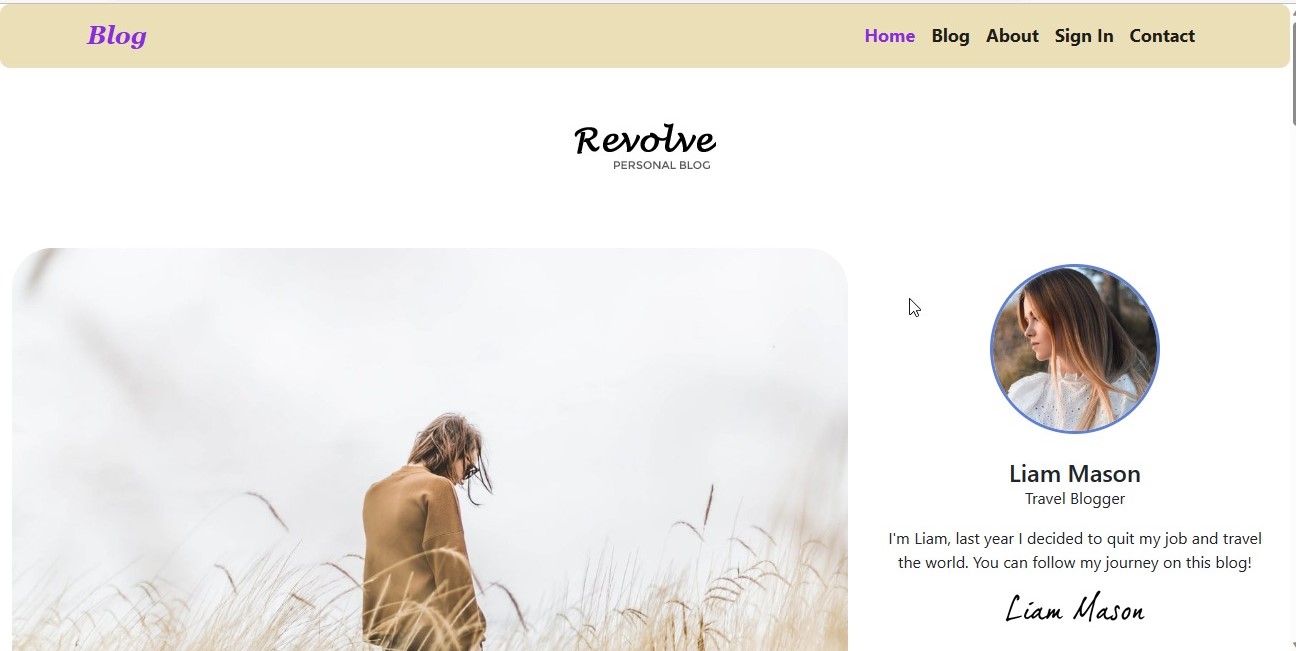 Blog
Home Blog About Sign In Contact
Revolve
PERSONAL BLOG
Liam Mason
Travel Blogger
I'm Liam, last year I decided to quit my job and travel
the world. You can follow my journey on this blog!
Liam Mason